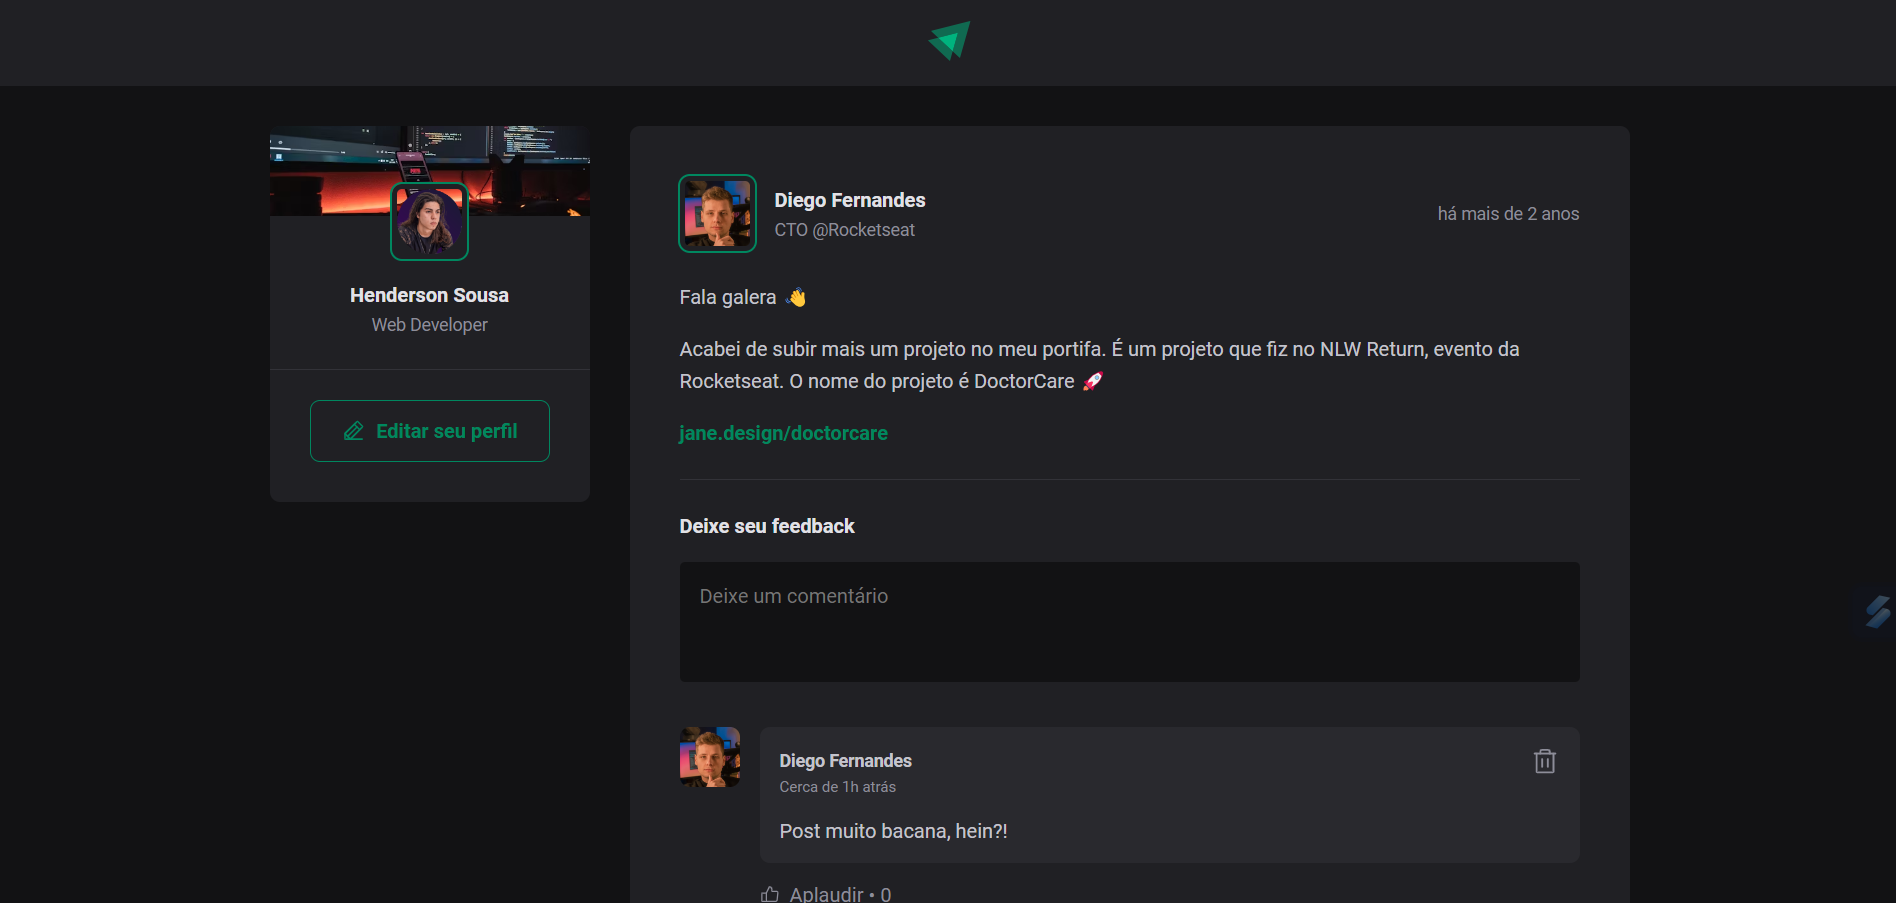 Henderson Sousa
Web Developer
Editar seu perfil
Diego Fernandes
CTO @Rocketseat
há mais de 2 anos
Fala galera 👋
Acabei de subir mais um projeto no meu portifa. É um projeto que fiz no NLW Return, evento da
Rocketseat. O nome do projeto é DoctorCare 🚀
jane.design/doctorcare
Deixe seu feedback
Deixe um comentário
Diego Fernandes
Cerca de 1h atrás
Post muito bacana, hein?!
Aplaudir • 0